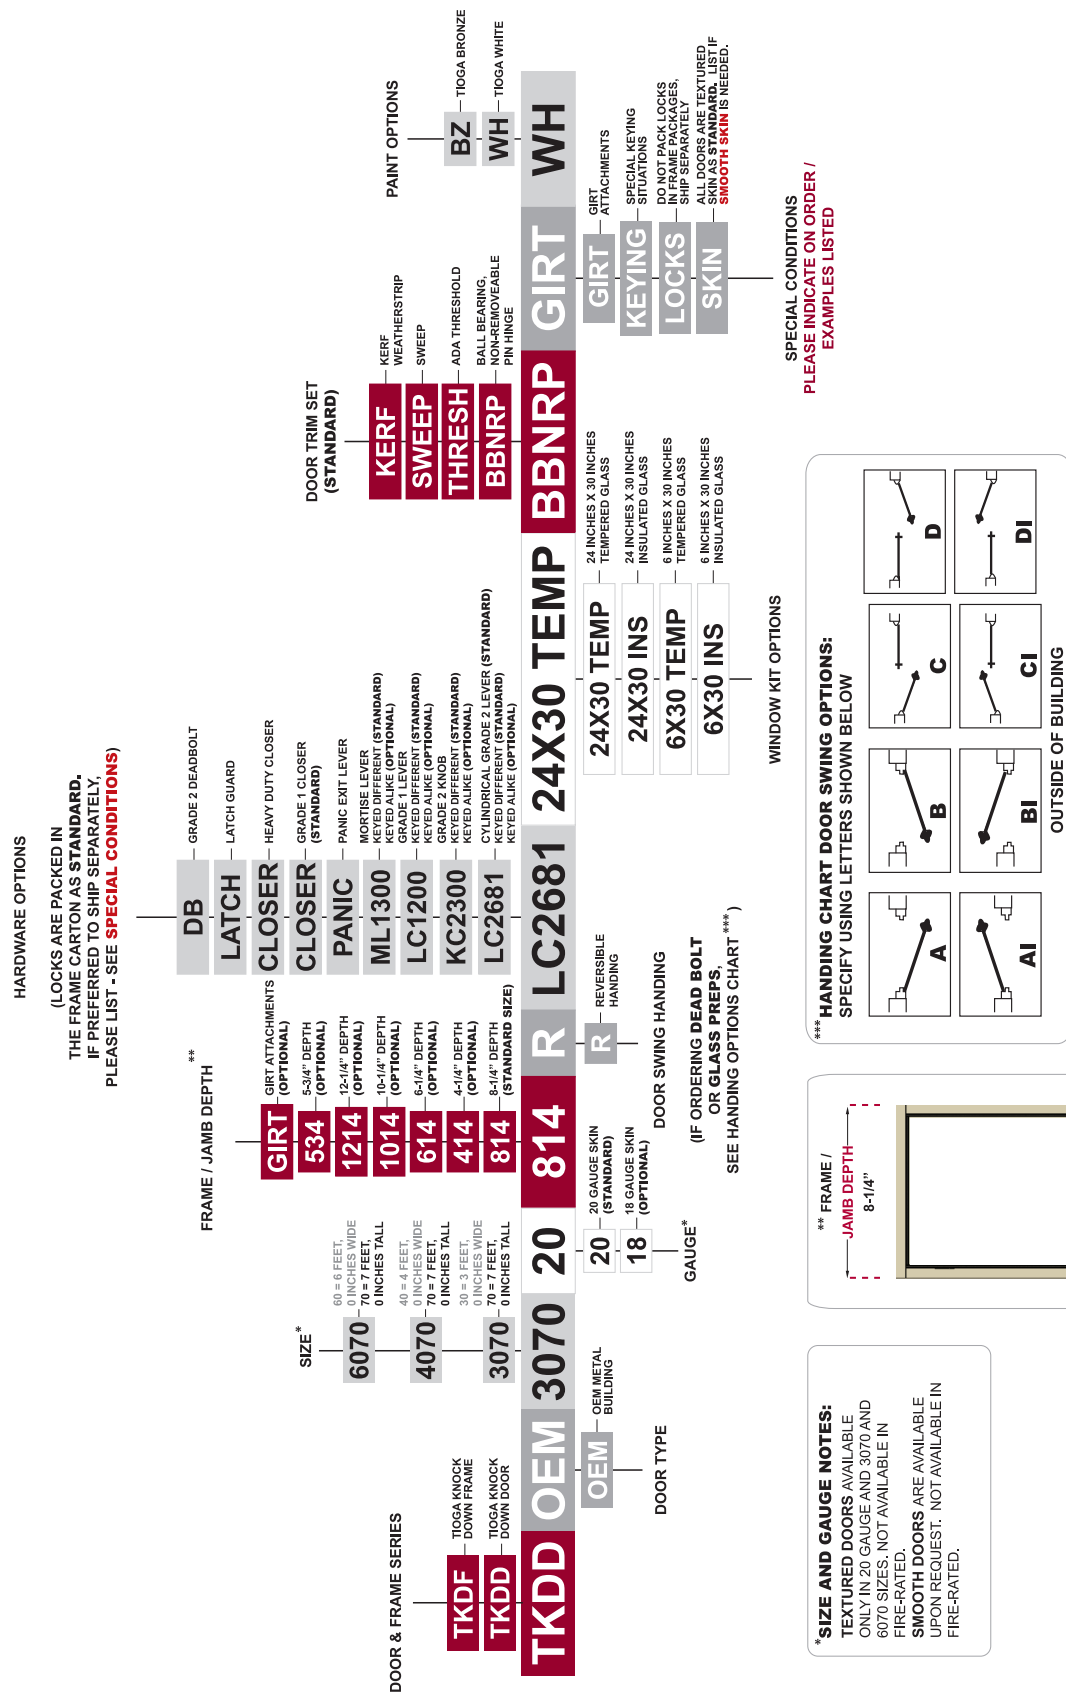 HARDWARE OPTIONS
(LOCKS ARE PACKED IN
THE FRAME CARTON AS STANDARD.
IF PREFERRED TO SHIP SEPARATELY,
PLEASE LIST - SEE SPECIAL CONDITIONS)
DOOR & FRAME SERIES
TKDF
TIOGA KNOCK
DOWN FRAME
TKDD
TIOGA KNOCK
DOWN DOOR
SIZE*
6070
60 = 6 FEET,
0 INCHES WIDE
70 = 7 FEET,
0 INCHES TALL
4070
40 = 4 FEET,
0 INCHES WIDE
70 = 7 FEET,
0 INCHES TALL
3070
30 = 3 FEET,
0 INCHES WIDE
70 = 7 FEET,
0 INCHES TALL
FRAME / JAMB DEPTH **
GIRT
GIRT ATTACHMENTS
(OPTIONAL)
534
5-3/4” DEPTH
(OPTIONAL)
1214
12-1/4” DEPTH
(OPTIONAL)
1014
10-1/4” DEPTH
(OPTIONAL)
614
6-1/4” DEPTH
(OPTIONAL)
414
4-1/4” DEPTH
(OPTIONAL)
814
8-1/4” DEPTH
(STANDARD SIZE)
DB
GRADE 2 DEADBOLT
LATCH
LATCH GUARD
CLOSER
HEAVY DUTY CLOSER
CLOSER
GRADE 1 CLOSER
(STANDARD)
PANIC
PANIC EXIT LEVER
ML1300
MORTISE LEVER
KEYED DIFFERENT (STANDARD)
KEYED ALIKE (OPTIONAL)
LC1200
GRADE 1 LEVER
KEYED DIFFERENT (STANDARD)
KEYED ALIKE (OPTIONAL)
KC2300
GRADE 2 KNOB
KEYED DIFFERENT (STANDARD)
KEYED ALIKE (OPTIONAL)
LC2681
CYLINDRICAL GRADE 2 LEVER (STANDARD)
KEYED DIFFERENT (STANDARD)
KEYED ALIKE (OPTIONAL)
DOOR TRIM SET
(STANDARD)
KERF
KERF
WEATHERSTRIP
SWEEP
SWEEP
THRESH
ADA THRESHOLD
BBNRP
BALL BEARING,
NON-REMOVEABLE
PIN HINGE
PAINT OPTIONS
BZ
TIOGA BRONZE
WH
TIOGA WHITE
TKDD OEM 3070 20 814 R LC2681 24X30 TEMP BBNRP GIRT WH
OEM
OEM METAL
BUILDING
DOOR TYPE
20
20 GAUGE SKIN
(STANDARD)
18
18 GAUGE SKIN
(OPTIONAL)
GAUGE*
R
REVERSIBLE
HANDING
DOOR SWING HANDING
(IF ORDERING DEAD BOLT
OR GLASS PREPS,
SEE HANDING OPTIONS CHART *** )
24X30 TEMP
24 INCHES X 30 INCHES
TEMPERED GLASS
24X30 INS
24 INCHES X 30 INCHES
INSULATED GLASS
6X30 TEMP
6 INCHES X 30 INCHES
TEMPERED GLASS
6X30 INS
6 INCHES X 30 INCHES
INSULATED GLASS
WINDOW KIT OPTIONS
GIRT
GIRT
ATTACHMENTS
KEYING
SPECIAL KEYING
SITUATIONS
LOCKS
DO NOT PACK LOCKS
IN FRAME PACKAGES,
SHIP SEPARATELY
SKIN
ALL DOORS ARE TEXTURED
SKIN AS STANDARD. LIST IF
SMOOTH SKIN IS NEEDED.
SPECIAL CONDITIONS
PLEASE INDICATE ON ORDER /
EXAMPLES LISTED
*SIZE AND GAUGE NOTES:
TEXTURED DOORS AVAILABLE
ONLY IN 20 GAUGE AND 3070 AND
6070 SIZES. NOT AVAILABLE IN
FIRE-RATED.
SMOOTH DOORS ARE AVAILABLE
UPON REQUEST. NOT AVAILABLE IN
FIRE-RATED.
** FRAME /
JAMB DEPTH
8-1/4”
***HANDING CHART DOOR SWING OPTIONS:
SPECIFY USING LETTERS SHOWN BELOW
A B C D
AI BI CI DI
OUTSIDE OF BUILDING